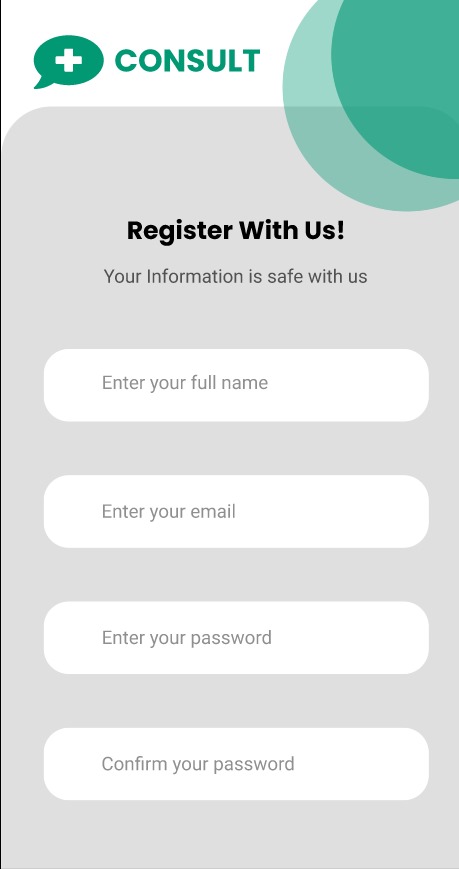 CONSULT
Register With Us!
Your Information is safe with us
Enter your full name
Enter your email
Enter your password
Confirm your password